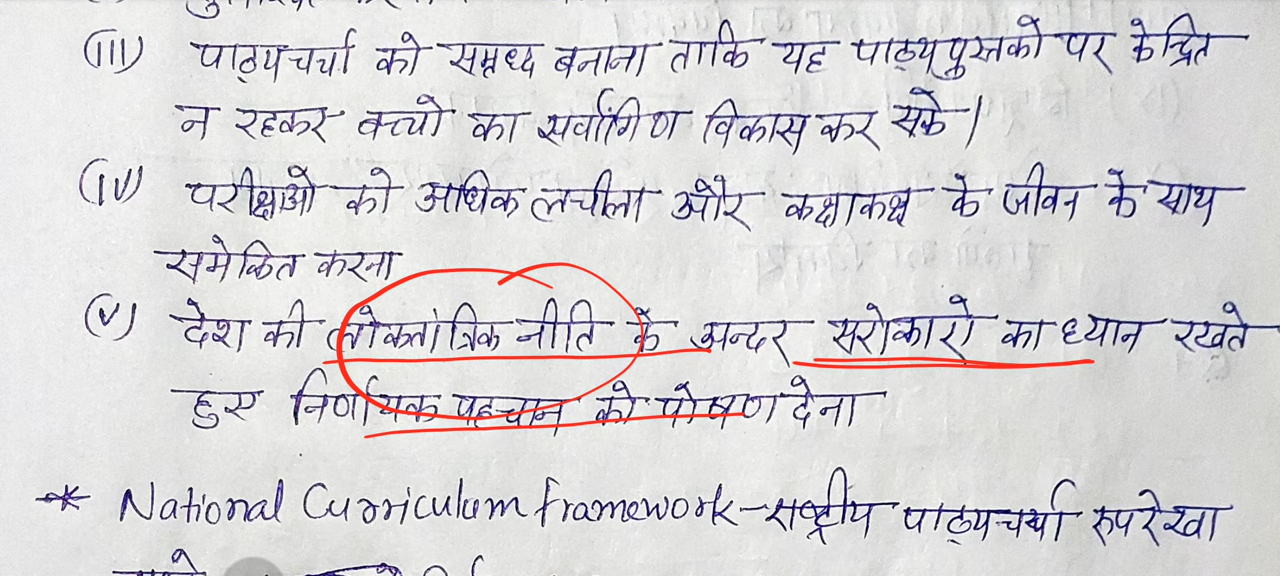 (iii) पाठ्यचर्चा को समृध्द बनाना ताकि यह पाठ्यपुस्तको पर केन्द्रित
न रहकर बच्चो का सर्वांगिण विकास कर सके।
(iv) परीक्षाओ को अधिक लचीला और कक्षाकक्ष के जीवन के साथ
समेकित करना
(v) देश की लोकतांत्रिक नीति के अन्दर सरोकारो का ध्यान रखते
हुए निर्णायक पहचान को पोषण देना
* National Curriculum framework - राष्ट्रीय पाठ्यचर्या रुपरेखा